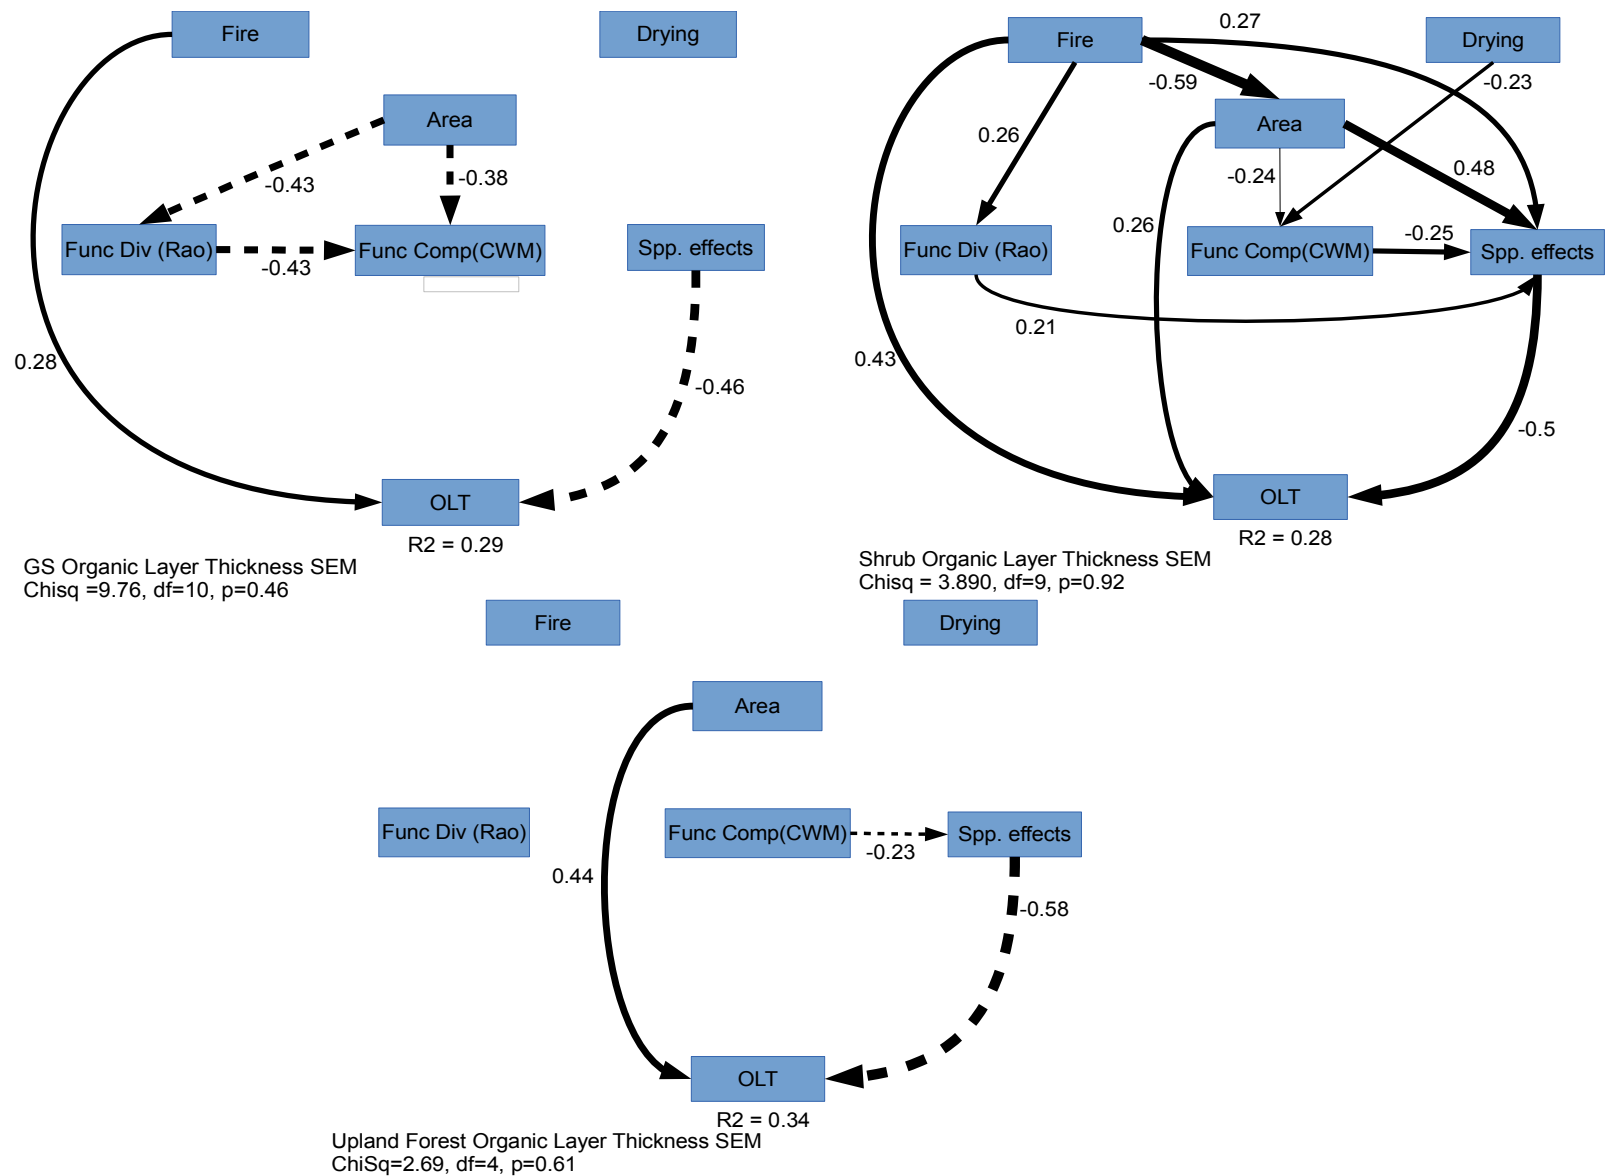 Fire
Drying
Area
-0.43
-0.38
Func Div (Rao)
-0.43
Func Comp(CWM)
Spp. effects
0.28
-0.46
OLT
R2 = 0.29
GS Organic Layer Thickness SEM
Chisq =9.76, df=10, p=0.46
Fire
0.27
Drying
-0.59
-0.23
Area
0.26
-0.24
0.48
0.26
Func Div (Rao)
Func Comp(CWM)
-0.25
Spp. effects
0.21
0.43
-0.5
OLT
R2 = 0.28
Shrub Organic Layer Thickness SEM
Chisq = 3.890, df=9, p=0.92
Fire
Drying
Area
Func Div (Rao)
Func Comp(CWM)
-0.23
Spp. effects
0.44
-0.58
OLT
R2 = 0.34
Upland Forest Organic Layer Thickness SEM
ChiSq=2.69, df=4, p=0.61